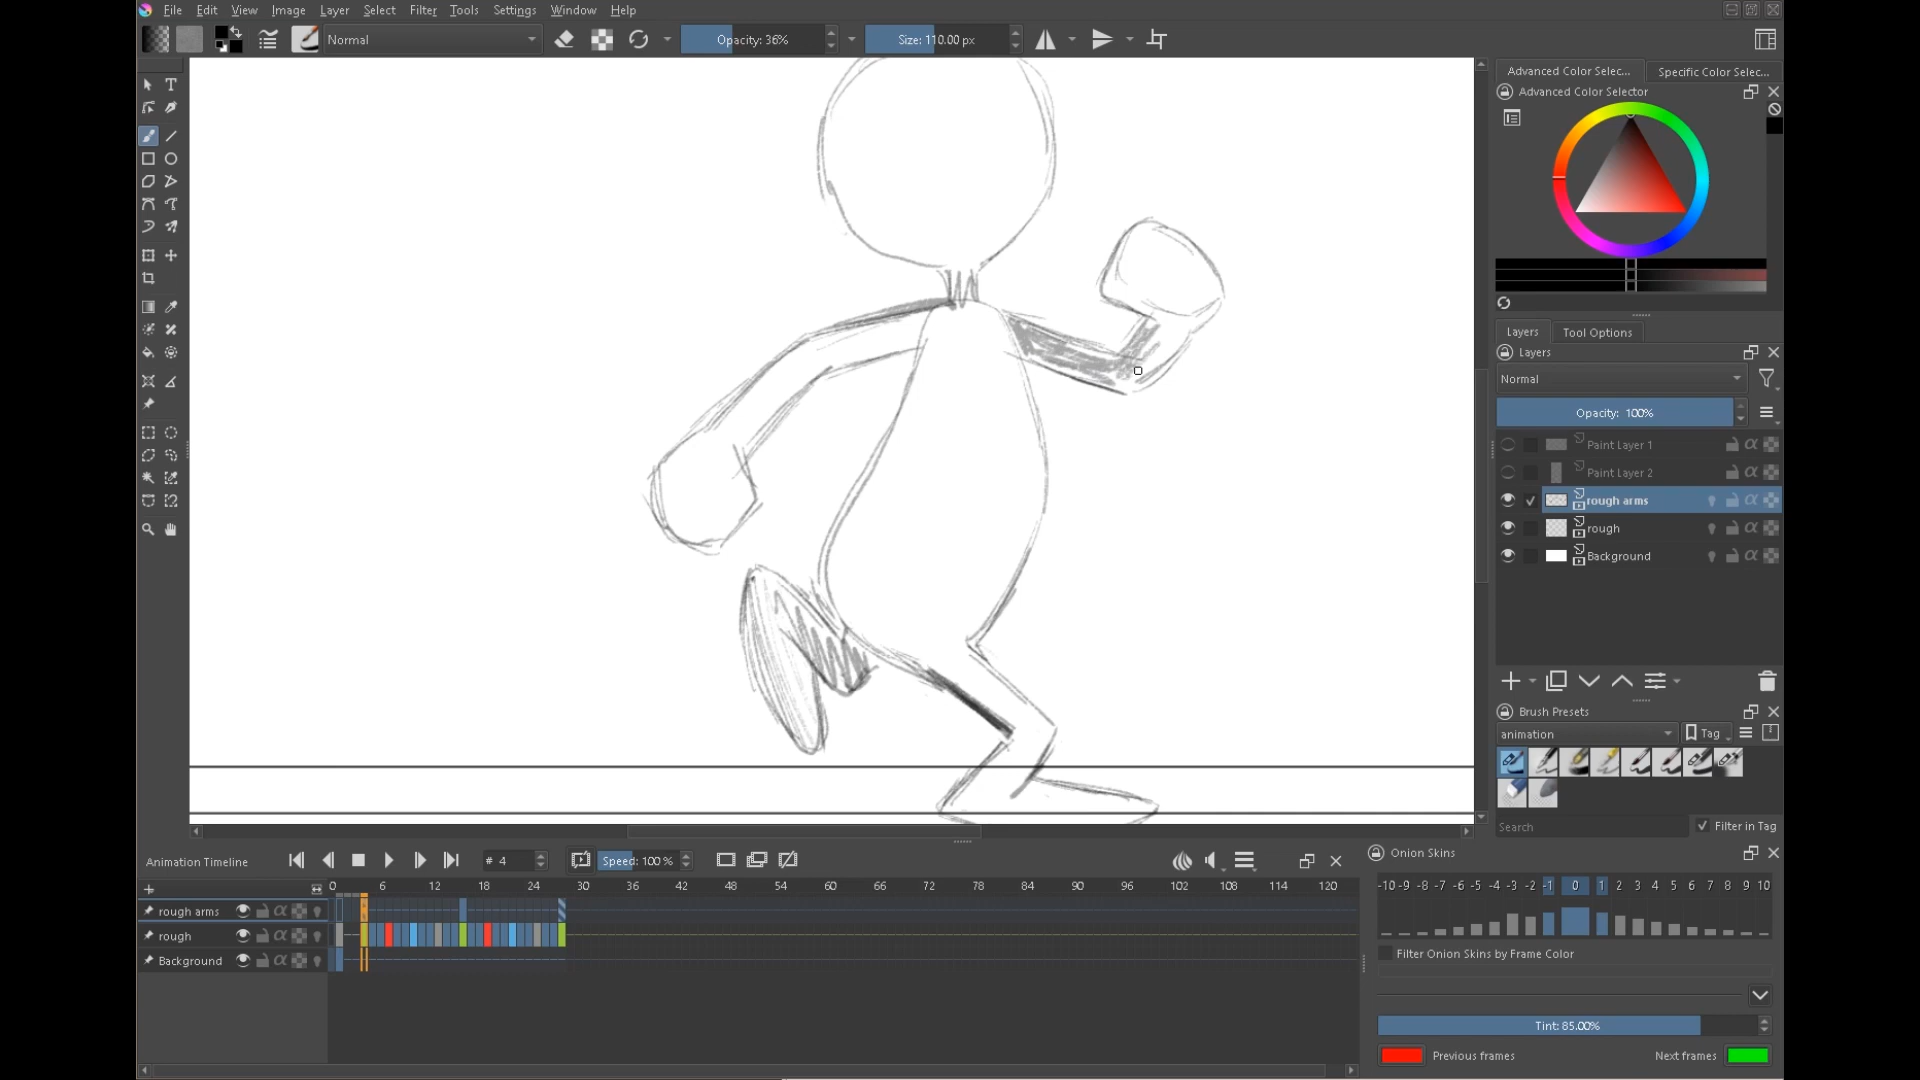 File Edit View Image Layer Select Filter Tools Settings Window Help
Normal Opacity: 36% Size: 110.00 px
Advanced Color Selec... Specific Color Selec...
Advanced Color Selector
Layers Tool Options
Layers
Normal
Opacity: 100%
Paint Layer 1
Paint Layer 2
rough arms
rough
Background
Brush Presets
animation Tag
Search Filter in Tag
Animation Timeline # 4 Speed: 100 %
0 6 12 18 24 30 36 42 48 54 60 66 72 78 84 90 96 102 108 114 120
rough arms
rough
Background
Onion Skins
-10 -9 -8 -7 -6 -5 -4 -3 -2 -1 0 1 2 3 4 5 6 7 8 9 10
Filter Onion Skins by Frame Color
Tint: 85.00%
Previous frames Next frames